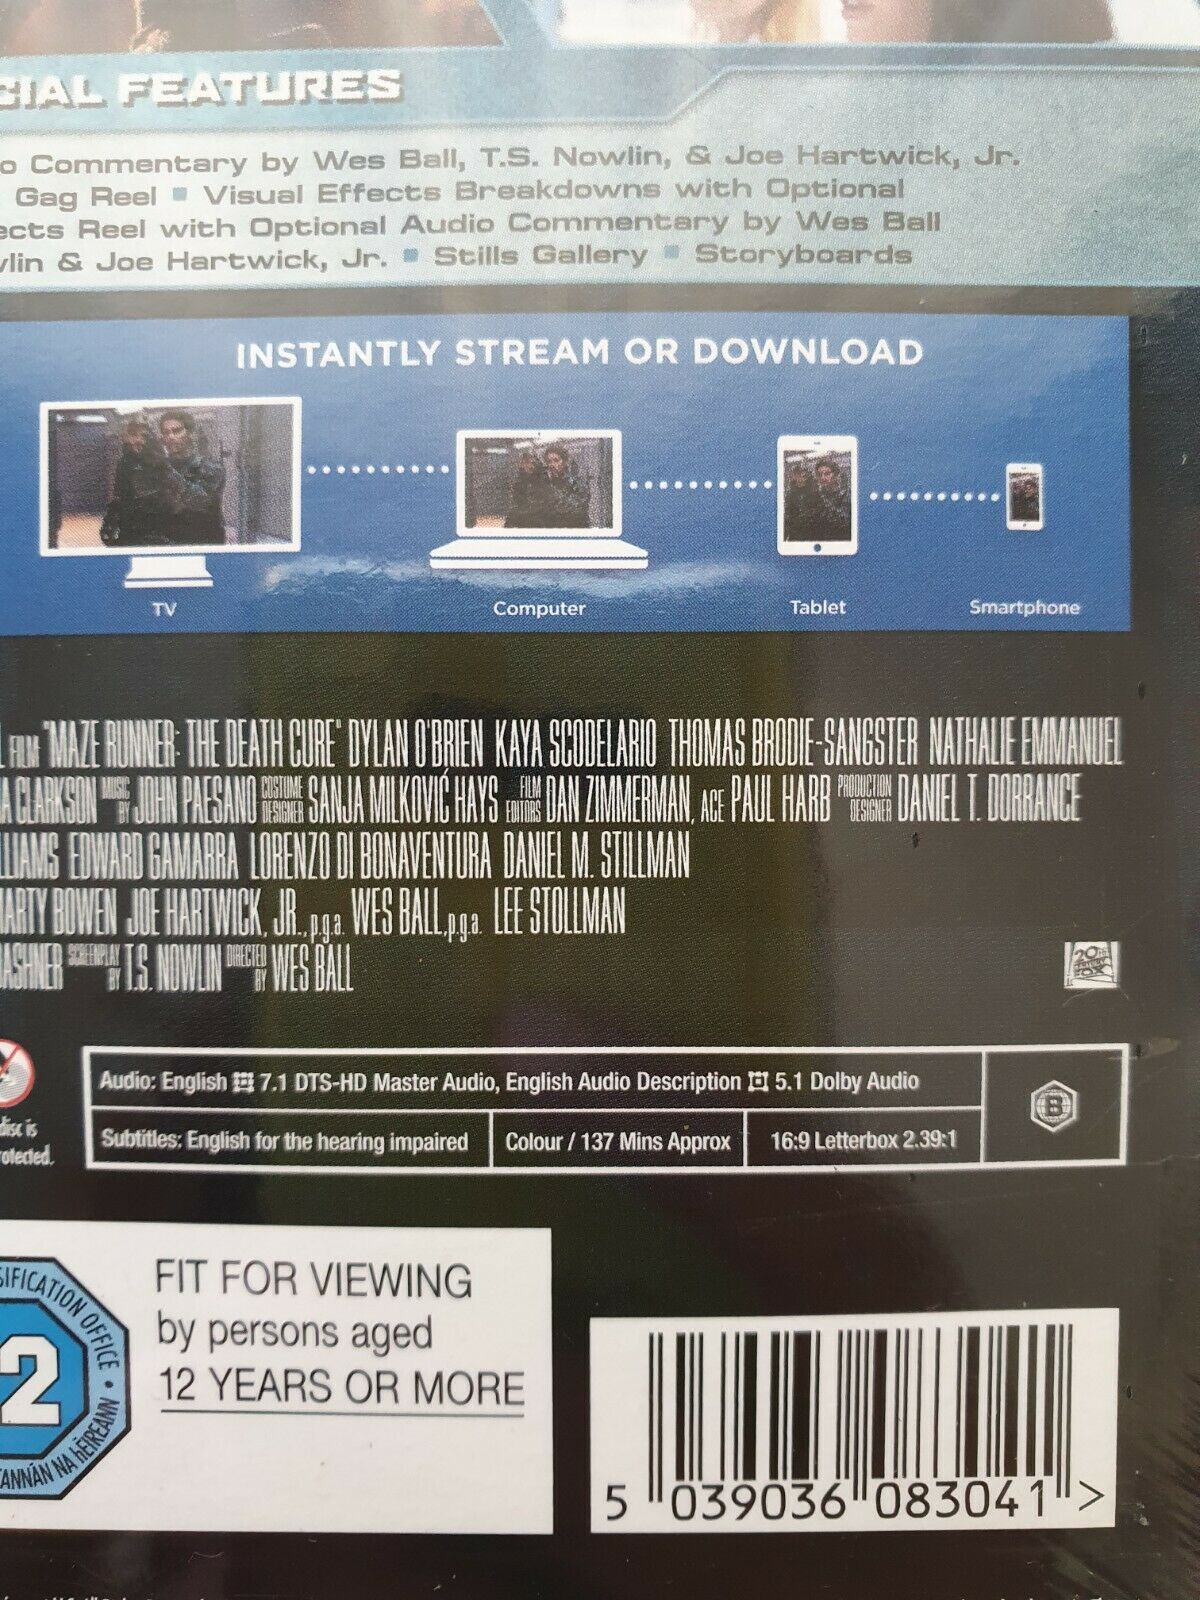 CIAL FEATURES
o Commentary by Wes Ball, T.S. Nowlin, & Joe Hartwick, Jr.
Gag Reel ▪ Visual Effects Breakdowns with Optional
ects Reel with Optional Audio Commentary by Wes Ball
wlin & Joe Hartwick, Jr. ▪ Stills Gallery ▪ Storyboards
INSTANTLY STREAM OR DOWNLOAD
TV Computer Tablet Smartphone
FILM "MAZE RUNNER: THE DEATH CURE" DYLAN O'BRIEN KAYA SCODELARIO THOMAS BRODIE-SANGSTER NATHALIE EMMANUEL
A CLARKSON MUSIC BY JOHN PAESANO COSTUME DESIGNER SANJA MILKOVIĆ HAYS FILM EDITORS DAN ZIMMERMAN, ACE PAUL HARB PRODUCTION DESIGNER DANIEL T. DORRANCE
LLIAMS EDWARD GAMARRA LORENZO DI BONAVENTURA DANIEL M. STILLMAN
ARTY BOWEN JOE HARTWICK, JR., p.g.a. WES BALL, p.g.a. LEE STOLLMAN
ASHNER SCREENPLAY BY T.S. NOWLIN DIRECTED BY WES BALL
20th CENTURY FOX
Audio: English 7.1 DTS-HD Master Audio, English Audio Description 5.1 Dolby Audio
B
disc is
otected.
Subtitles: English for the hearing impaired
Colour / 137 Mins Approx
16:9 Letterbox 2.39:1
SIFICATION OFFICE •
2
TANNÁN NA hÉIREANN
FIT FOR VIEWING
by persons aged
12 YEARS OR MORE
5 039036 083041 >